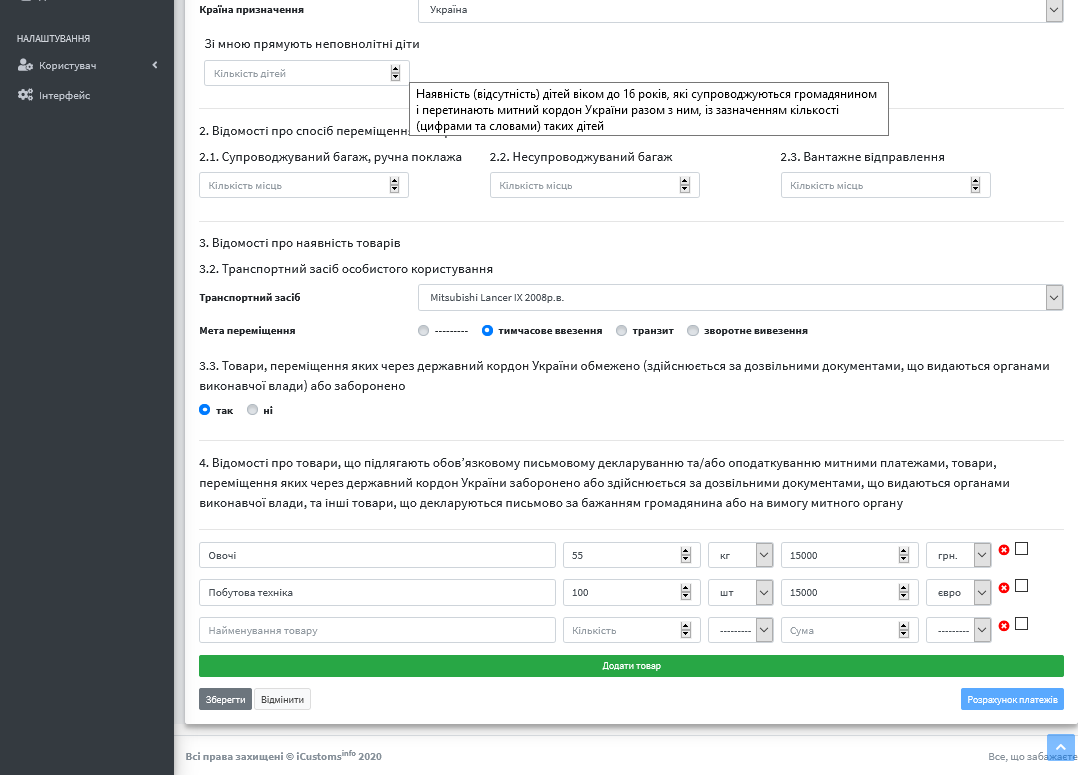 Країна призначення
Україна
НАЛАШТУВАННЯ
Зі мною прямують неповнолітні діти
Користувач
Кількість дітей
Інтерфейс
Наявність (відсутність) дітей віком до 16 років, які супроводжуються громадянином
і перетинають митний кордон України разом з ним, із зазначенням кількості
(цифрами та словами) таких дітей
2. Відомості про спосіб переміщення
2.1. Супроводжуваний багаж, ручна поклажа
2.2. Несупроводжуваний багаж
2.3. Вантажне відправлення
Кількість місць
Кількість місць
Кількість місць
3. Відомості про наявність товарів
3.2. Транспортний засіб особистого користування
Транспортний засіб
Mitsubishi Lancer IX 2008р.в.
Мета переміщення
---------
тимчасове ввезення
транзит
зворотне вивезення
3.3. Товари, переміщення яких через державний кордон України обмежено (здійснюється за дозвільними документами, що видаються органами
виконавчої влади) або заборонено
так
ні
4. Відомості про товари, що підлягають обов’язковому письмовому декларуванню та/або оподаткуванню митними платежами, товари,
переміщення яких через державний кордон України заборонено або здійснюється за дозвільними документами, що видаються органами
виконавчої влади, та інші товари, що декларуються письмово за бажанням громадянина або на вимогу митного органу
Овочі
55
кг
15000
грн.
Побутова техніка
100
шт
15000
євро
Найменування товару
Кількість
---------
Сума
---------
Додати товар
Зберегти
Відмінити
Розрахунок платежів
Всі права захищені © iCustoms info 2020
Все, що забажаєте